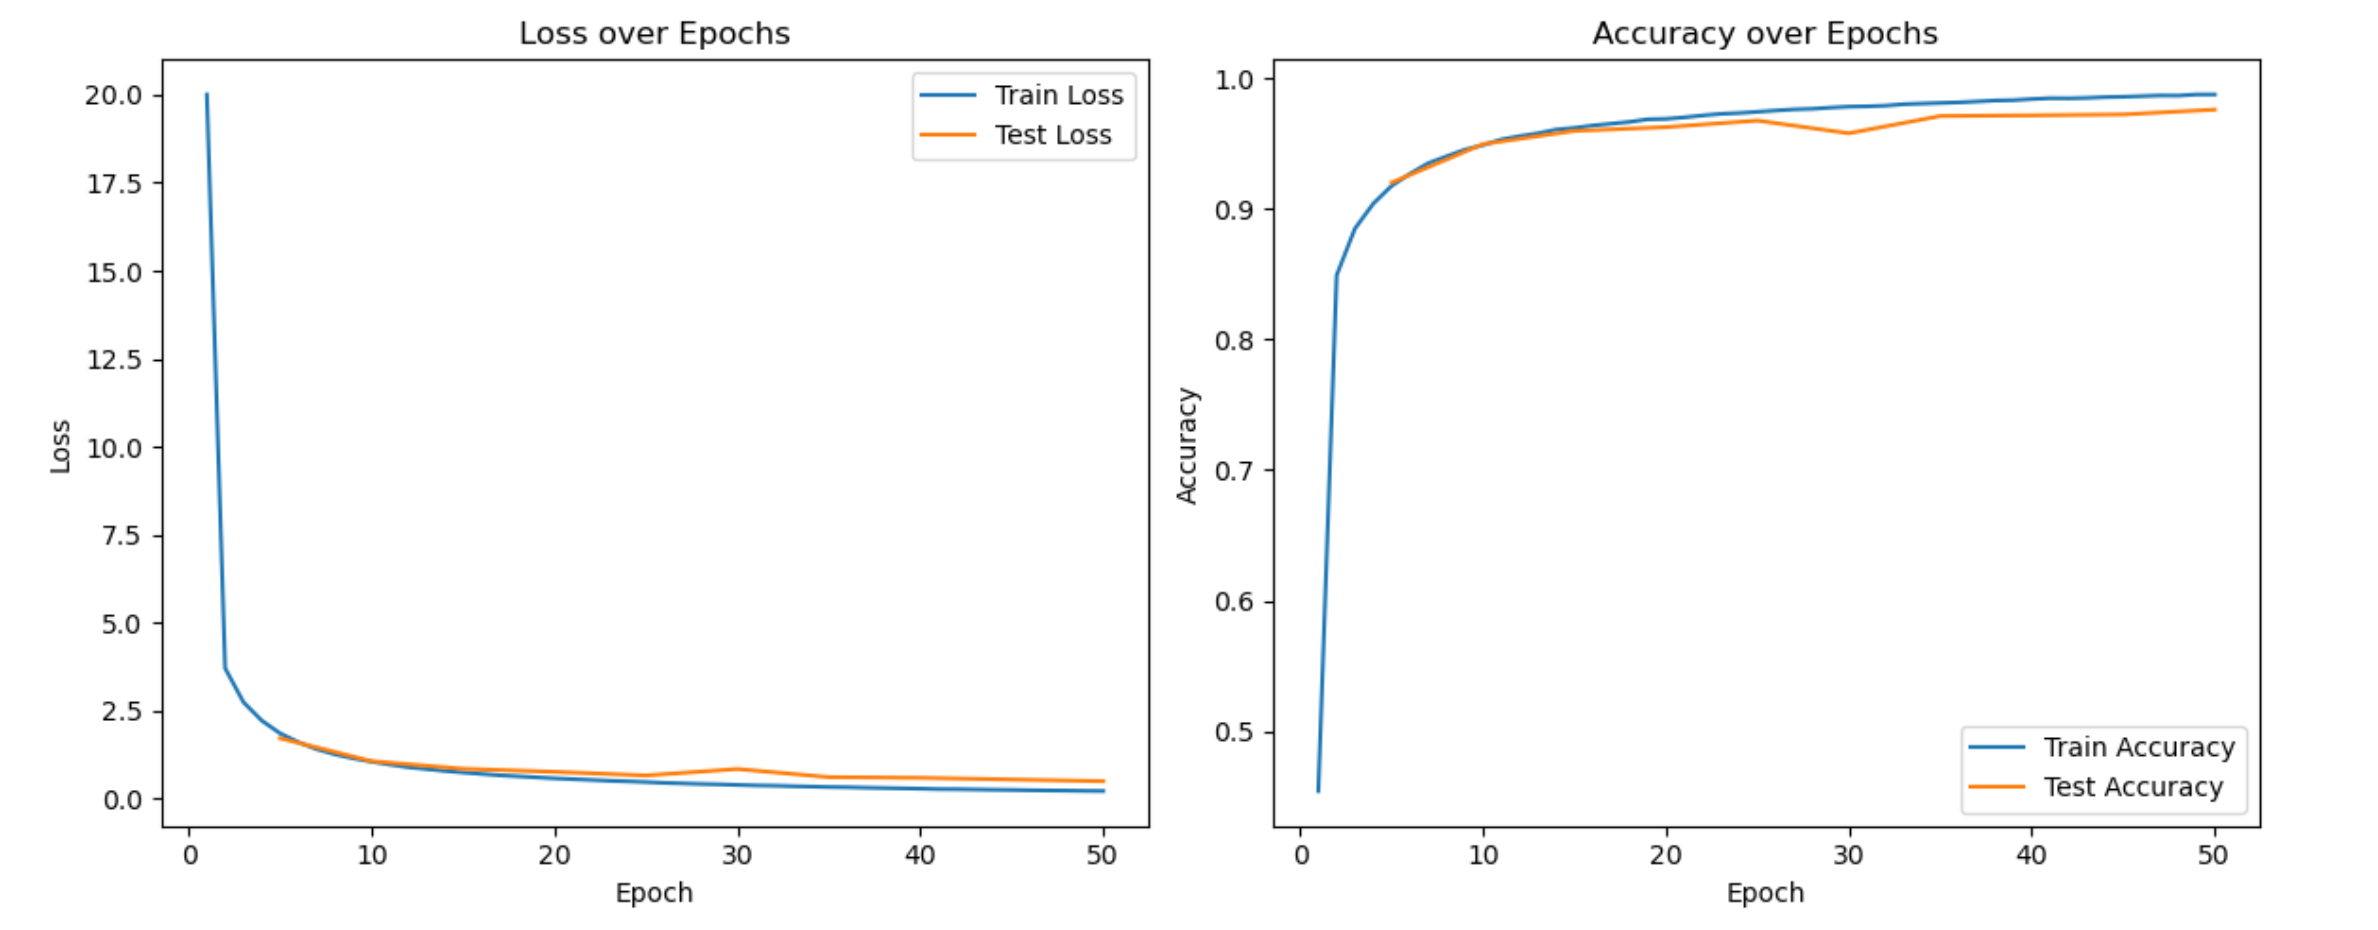 Loss over Epochs
20.0
17.5
15.0
12.5
10.0
7.5
5.0
2.5
0.0
Loss
0 10 20 30 40 50
Epoch
Train Loss
Test Loss
Accuracy over Epochs
1.0
0.9
0.8
0.7
0.6
0.5
Accuracy
0 10 20 30 40 50
Epoch
Train Accuracy
Test Accuracy